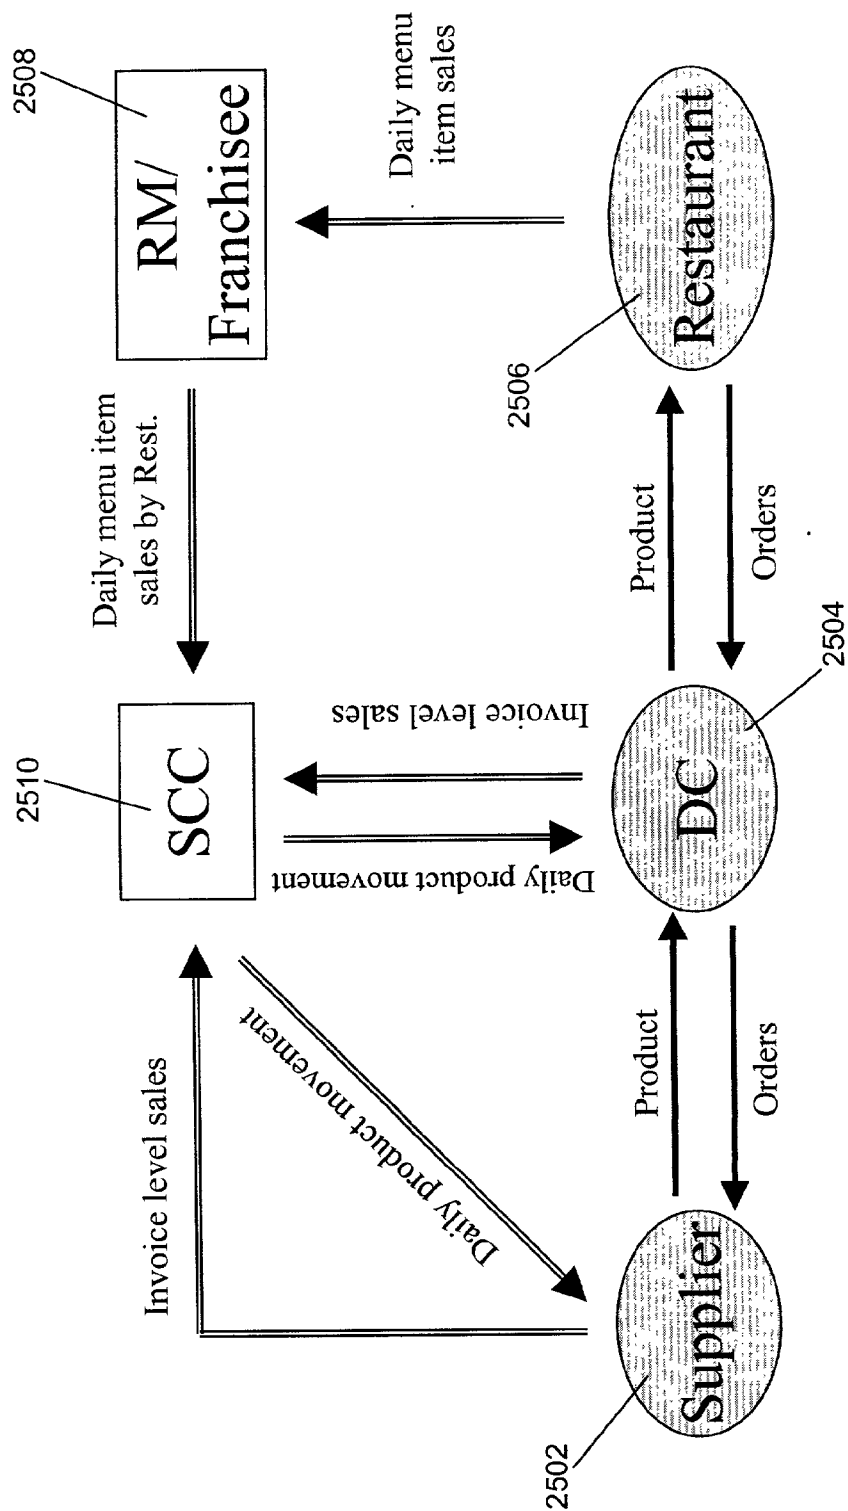 2508
RM/
Franchisee
Daily menu
item sales
Restaurant
2506
Daily menu item
sales by Rest.
Product
Orders
2510
SCC
Invoice level sales
Daily product movement
DC
2504
Invoice level sales
Daily product movement
Product
Orders
Supplier
2502